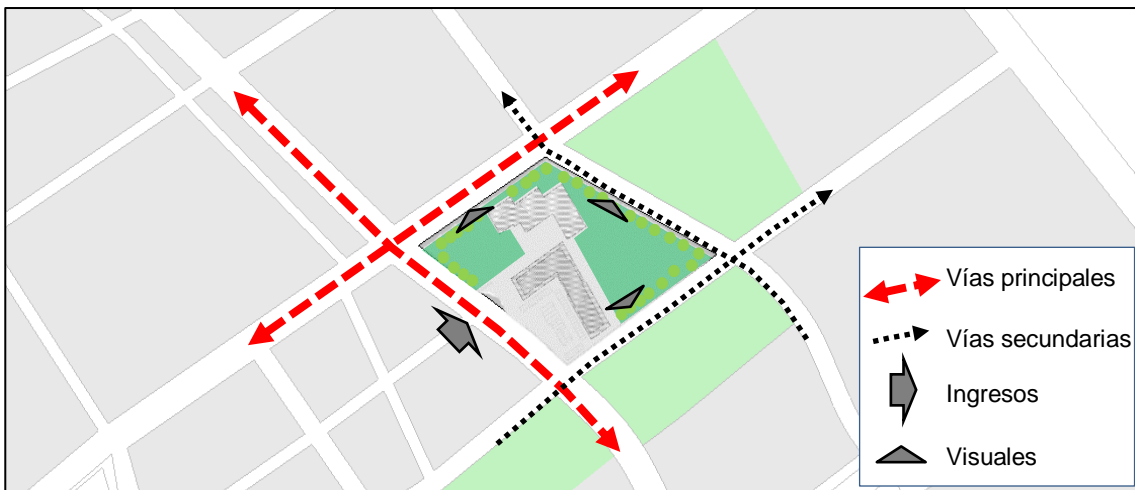 Vías principales
Vías secundarias
Ingresos
Visuales